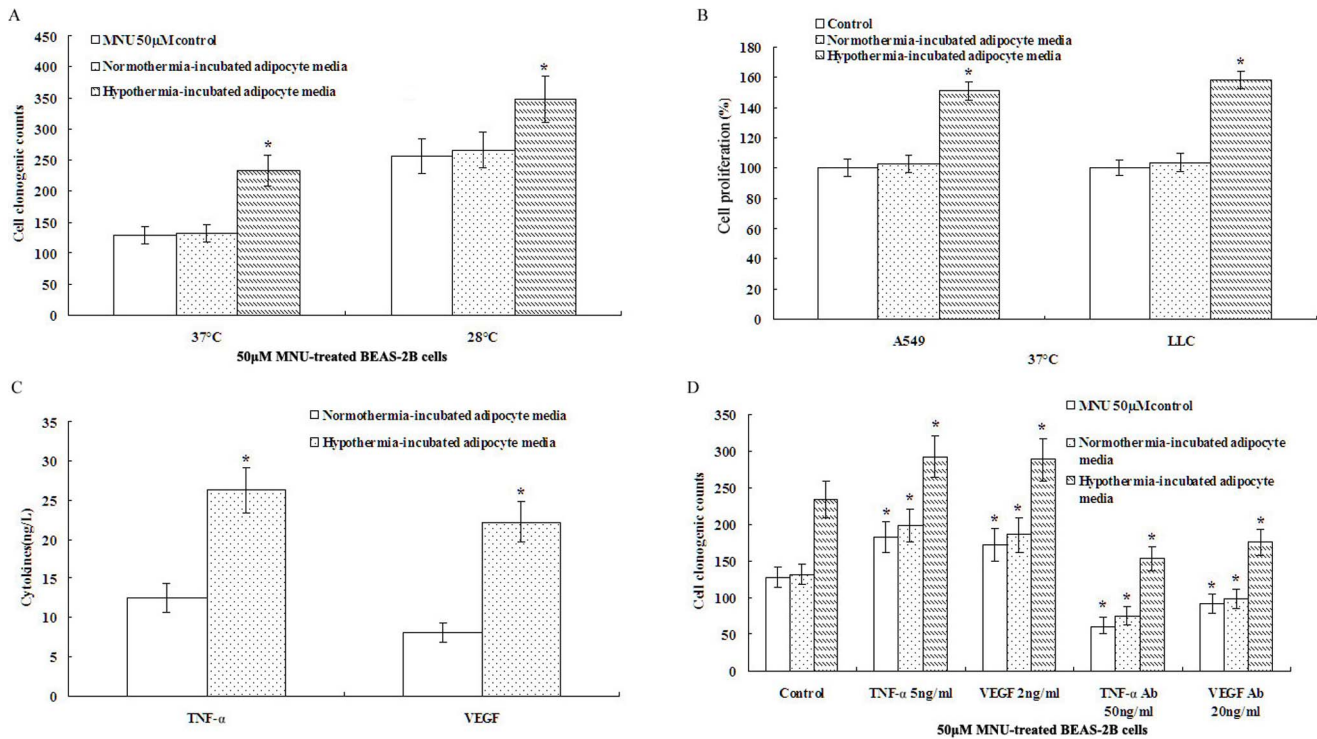 A
450
400
350
300
250
200
150
100
50
0
Cell clonogenic counts
MNU 50μM control
Normothermia-incubated adipocyte media
Hypothermia-incubated adipocyte media
*
*
37°C
28°C
50μM MNU-treated BEAS-2B cells
B
180
160
140
120
100
80
60
40
20
0
Cell proliferation (%)
Control
Normothermia-incubated adipocyte media
Hypothermia-incubated adipocyte media
*
*
A549
LLC
37°C
C
35
30
25
20
15
10
5
0
Cytokines(ng/L)
Normothermia-incubated adipocyte media
Hypothermia-incubated adipocyte media
*
*
TNF-α
VEGF
D
350
300
250
200
150
100
50
0
Cell clonogenic counts
MNU 50μM control
Normothermia-incubated adipocyte
media
Hypothermia-incubated adipocyte
media
* * *
* * *
* * *
* * *
Control
TNF-α 5ng/ml
VEGF 2ng/ml
TNF-α Ab
50ng/ml
VEGF Ab
20ng/ml
50μM MNU-treated BEAS-2B cells